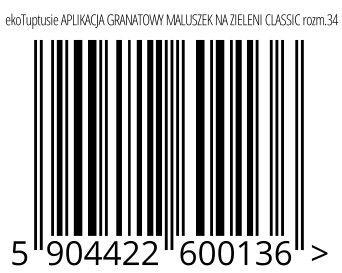 ekoTuptusie APLIKACJA GRANATOWY MALUSZEK NA ZIELENI CLASSIC rozm.34
5 904422 600136 >